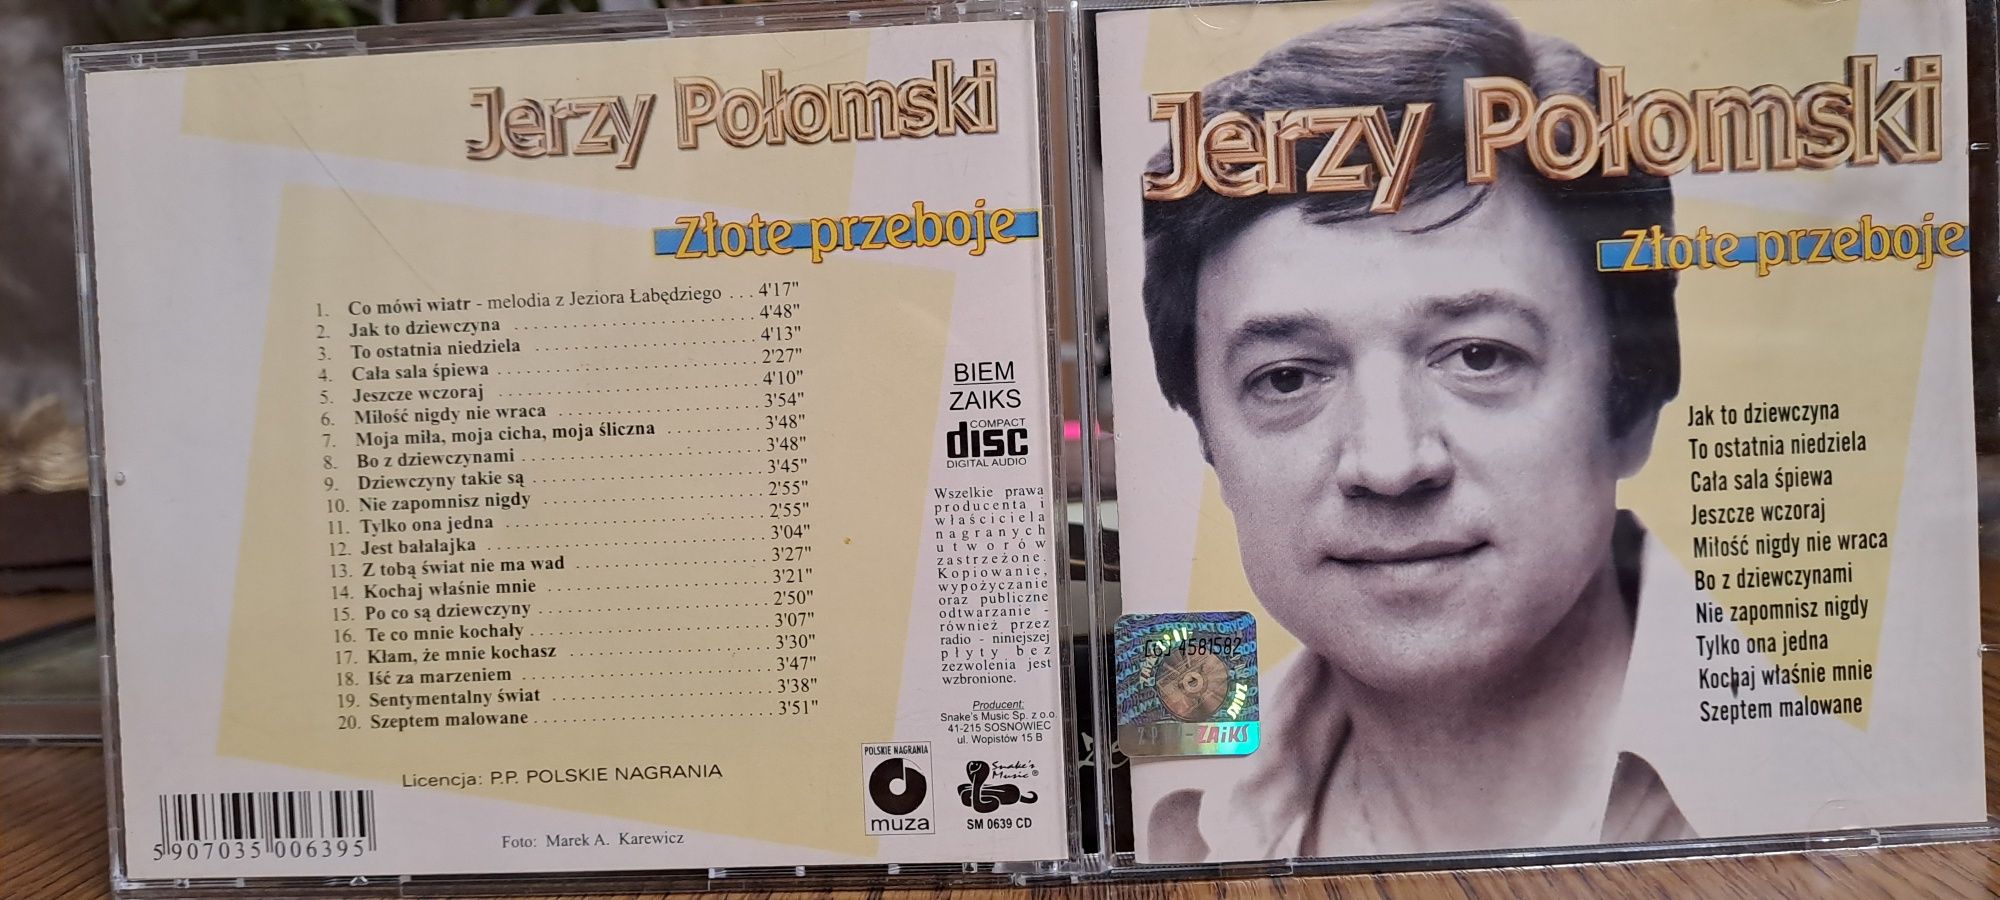 Jerzy Połomski
Złote przeboje
1. Co mówi wiatr - melodia z Jeziora Łabędziego ... 4'17"
2. Jak to dziewczyna 4'48"
3. To ostatnia niedziela 4'13"
4. Cała sala śpiewa 2'27"
5. Jeszcze wczoraj 4'10"
6. Miłość nigdy nie wraca 3'54"
7. Moja miła, moja cicha, moja śliczna 3'48"
8. Bo z dziewczynami 3'48"
9. Dziewczyny takie są 3'45"
10. Nie zapomnisz nigdy 2'55"
11. Tylko ona jedna 2'55"
12. Jest bałałajka 3'04"
13. Z tobą świat nie ma wad 3'27"
14. Kochaj właśnie mnie 3'21"
15. Po co są dziewczyny 2'50"
16. Te co mnie kochały 3'07"
17. Kłam, że mnie kochasz 3'30"
18. Iść za marzeniem 3'47"
19. Sentymentalny świat 3'38"
20. Szeptem malowane 3'51"
BIEM
ZAIKS
COMPACT
disc
DIGITAL AUDIO
Wszelkie prawa
producenta i
właściciela
nagranych
utworów
zastrzeżone.
Kopiowanie,
wypożyczanie
oraz publiczne
odtwarzanie -
również przez
radio - niniejszej
płyty bez
zezwolenia jest
wzbronione.
Producent:
Snake's Music Sp. z o.o.
41-215 SOSNOWIEC
ul. Wopistów 15 B
POLSKIE NAGRANIA
muza
Snake's
Music®
SM 0639 CD
Licencja: P.P. POLSKIE NAGRANIA
Foto: Marek A. Karewicz
5 907035 006395
Jerzy Połomski
Złote przeboje
Jak to dziewczyna
To ostatnia niedziela
Cała sala śpiewa
Jeszcze wczoraj
Miłość nigdy nie wraca
Bo z dziewczynami
Nie zapomnisz nigdy
Tylko ona jedna
Kochaj właśnie mnie
Szeptem malowane
4581582
ZAiKS